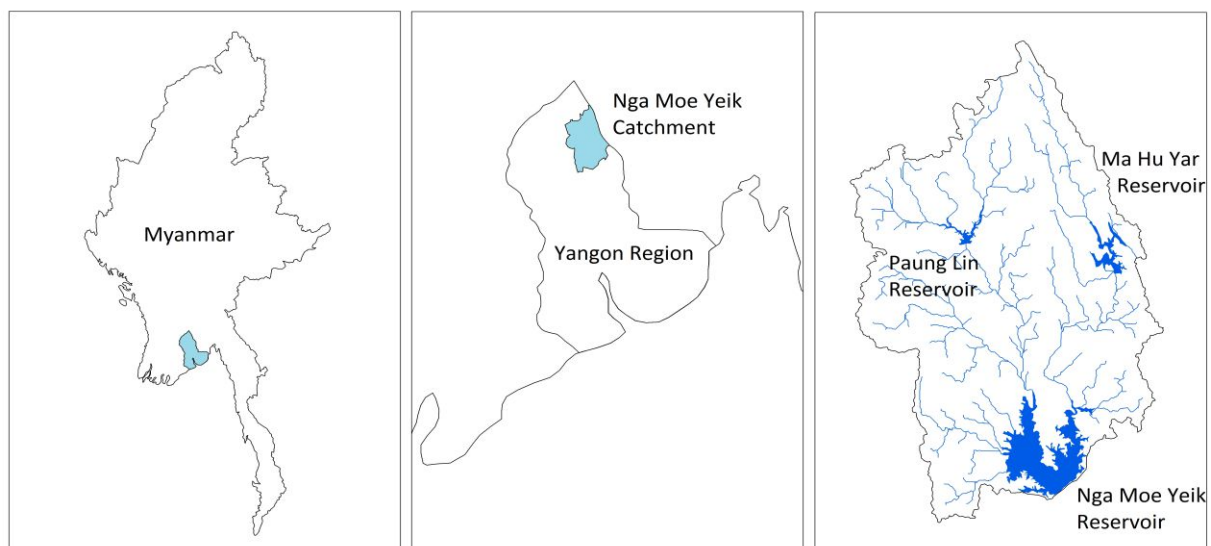 Myanmar
Nga Moe Yeik
Catchment
Yangon Region
Ma Hu Yar
Reservoir
Paung Lin
Reservoir
Nga Moe Yeik
Reservoir